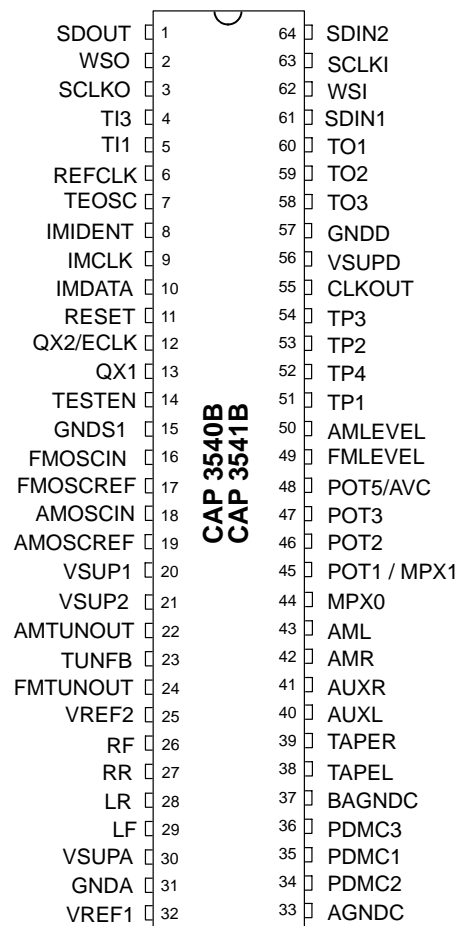 SDOUT 1 64 SDIN2
WSO 2 63 SCLKI
SCLKO 3 62 WSI
TI3 4 61 SDIN1
TI1 5 60 TO1
REFCLK 6 59 TO2
TEOSC 7 58 TO3
IMIDENT 8 57 GNDD
IMCLK 9 56 VSUPD
IMDATA 10 55 CLKOUT
RESET 11 54 TP3
QX2/ECLK 12 53 TP2
QX1 13 52 TP4
TESTEN 14 51 TP1
GNDS1 15 50 AMLEVEL
FMOSCIN 16 49 FMLEVEL
FMOSCREF 17 48 POT5/AVC
AMOSCIN 18 47 POT3
AMOSCREF 19 46 POT2
VSUP1 20 45 POT1 / MPX1
VSUP2 21 44 MPX0
AMTUNOUT 22 43 AML
TUNFB 23 42 AMR
FMTUNOUT 24 41 AUXR
VREF2 25 40 AUXL
RF 26 39 TAPER
RR 27 38 TAPEL
LR 28 37 BAGNDC
LF 29 36 PDMC3
VSUPA 30 35 PDMC1
GNDA 31 34 PDMC2
VREF1 32 33 AGNDC
CAP 3540B
CAP 3541B